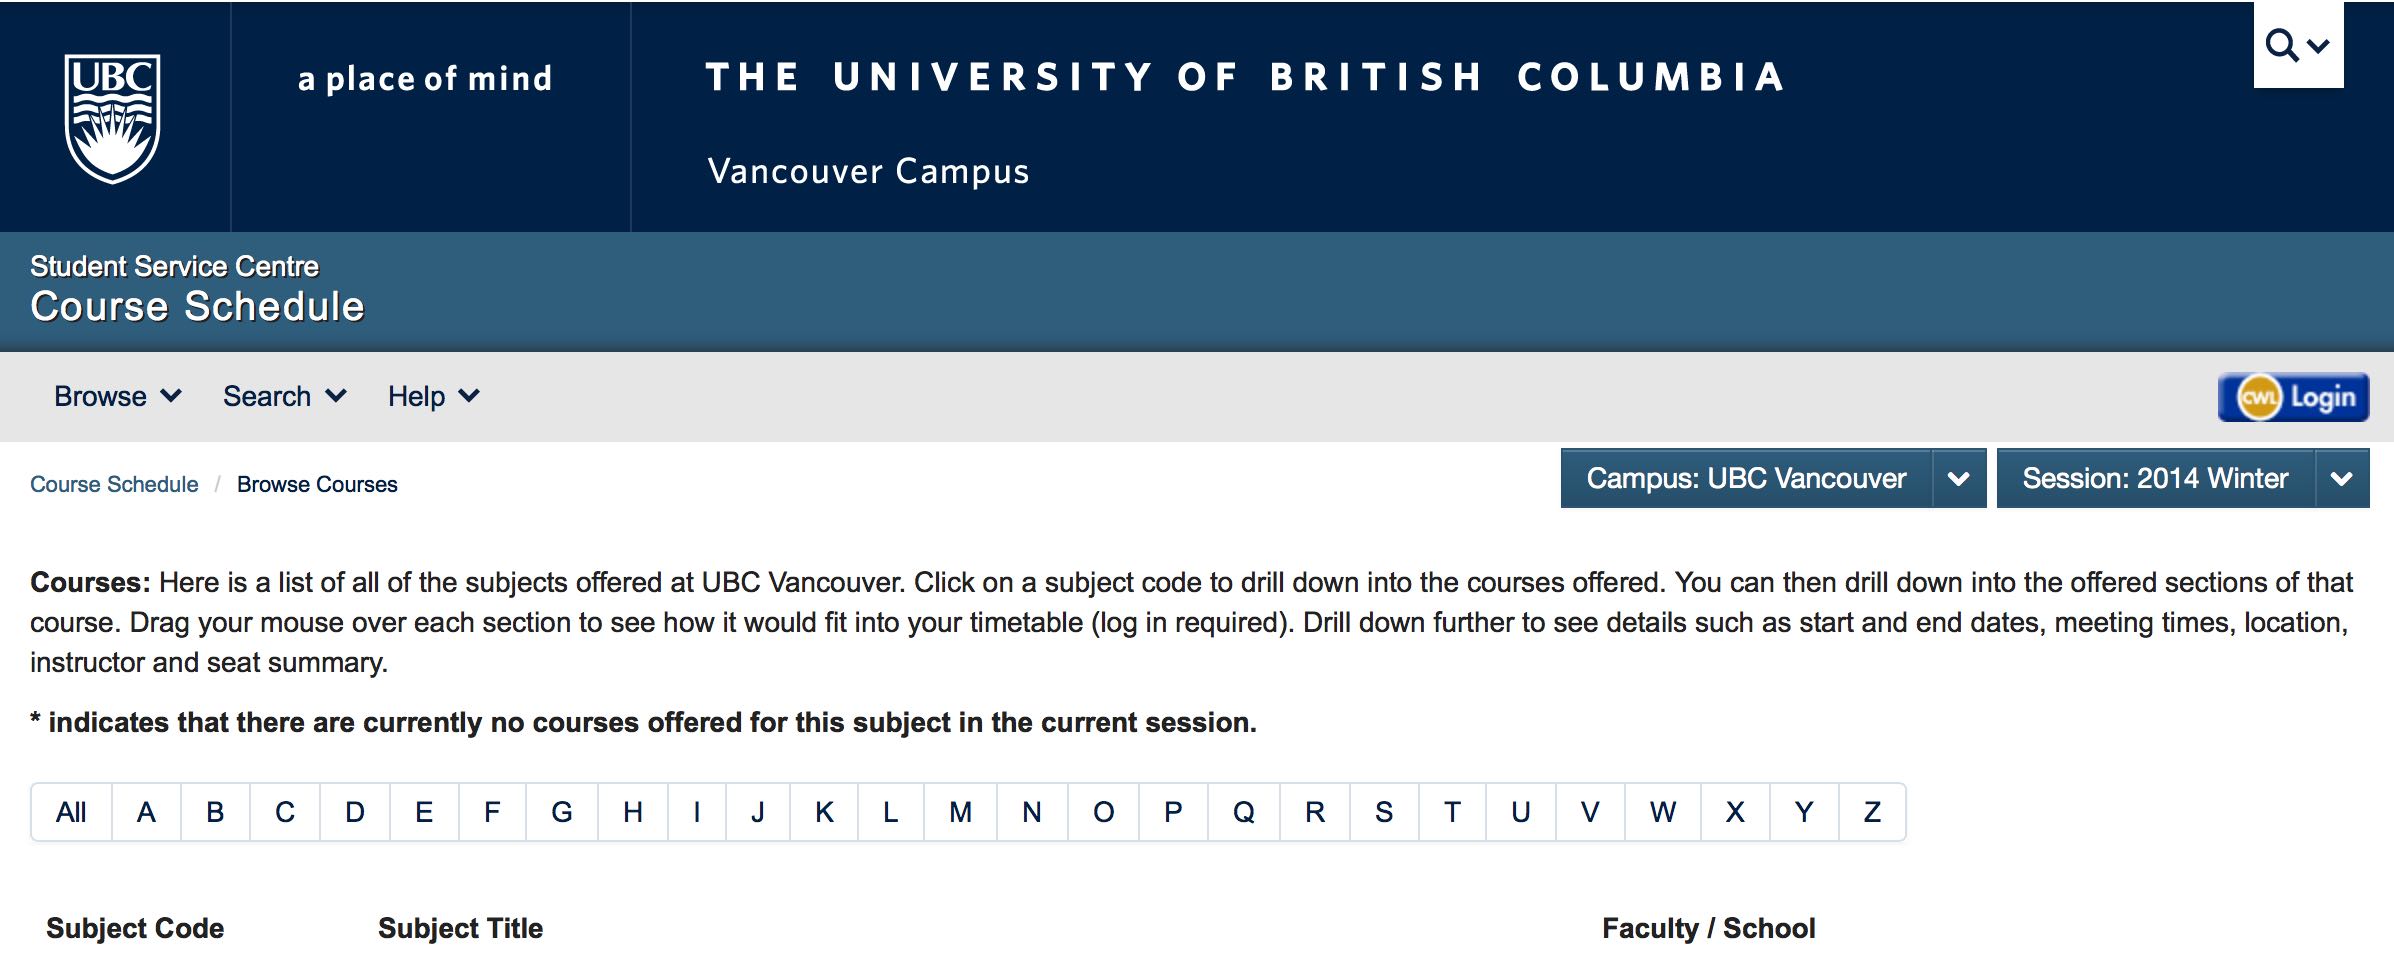 UBC
a place of mind
THE UNIVERSITY OF BRITISH COLUMBIA
Vancouver Campus
Student Service Centre
Course Schedule
Browse Search Help
CWL Login
Course Schedule / Browse Courses
Campus: UBC Vancouver
Session: 2014 Winter
Courses: Here is a list of all of the subjects offered at UBC Vancouver. Click on a subject code to drill down into the courses offered. You can then drill down into the offered sections of that
course. Drag your mouse over each section to see how it would fit into your timetable (log in required). Drill down further to see details such as start and end dates, meeting times, location,
instructor and seat summary.
* indicates that there are currently no courses offered for this subject in the current session.
All A B C D E F G H I J K L M N O P Q R S T U V W X Y Z
Subject Code Subject Title Faculty / School